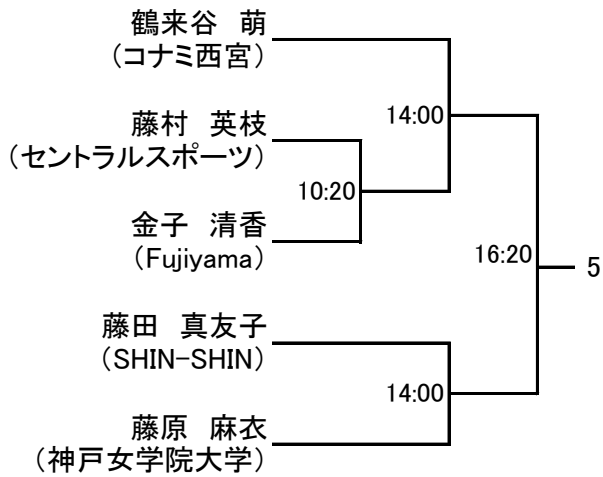 鶴来谷　萌
（コナミ西宮）
14:00
藤村　英枝
（セントラルスポーツ）
10:20
金子　清香
（Fujiyama）
16:20
5
藤田　真友子
（SHIN-SHIN）
14:00
藤原　麻衣
（神戸女学院大学）